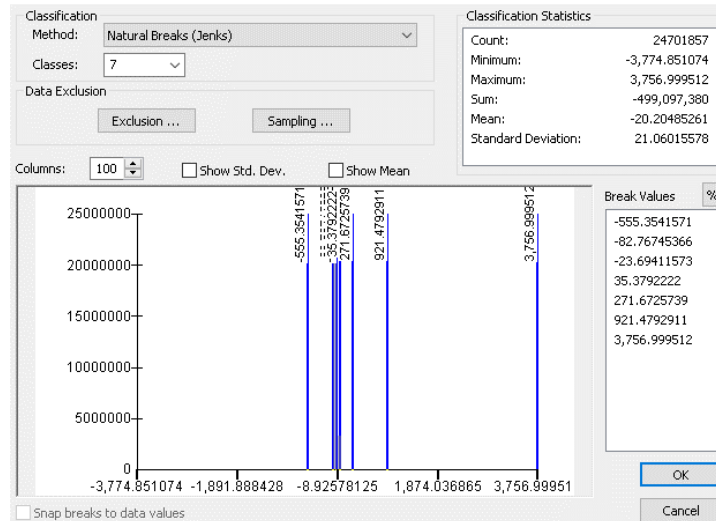 Classification
Method: Natural Breaks (Jenks)
Classes: 7
Data Exclusion
Exclusion ... Sampling ...
Classification Statistics
Count: 24701857
Minimum: -3,774.851074
Maximum: 3,756.999512
Sum: -499,097,380
Mean: -20.20485261
Standard Deviation: 21.06015578
Columns: 100 Show Std. Dev. Show Mean
25000000
20000000
15000000
10000000
5000000
0
-555.3541571
271.6725739
921.4792911
3,756.999512
-3,774.851074 -1,891.888428 -8.92578125 1,874.036865 3,756.99951
Break Values %
-555.3541571
-82.76745366
-23.69411573
35.3792222
271.6725739
921.4792911
3,756.999512
OK
Cancel
Snap breaks to data values